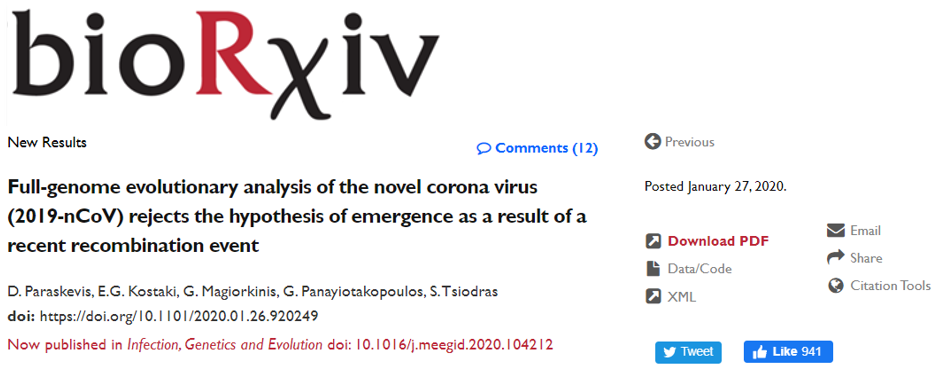 bioRxiv
New Results
Comments (12)
Full-genome evolutionary analysis of the novel corona virus
(2019-nCoV) rejects the hypothesis of emergence as a result of a
recent recombination event
D. Paraskevis, E.G. Kostaki, G. Magiorkinis, G. Panayiotakopoulos, S. Tsiodras
doi: https://doi.org/10.1101/2020.01.26.920249
Now published in Infection, Genetics and Evolution doi: 10.1016/j.meegid.2020.104212
Previous
Posted January 27, 2020.
Download PDF
Data/Code
XML
Email
Share
Citation Tools
Tweet
Like 941